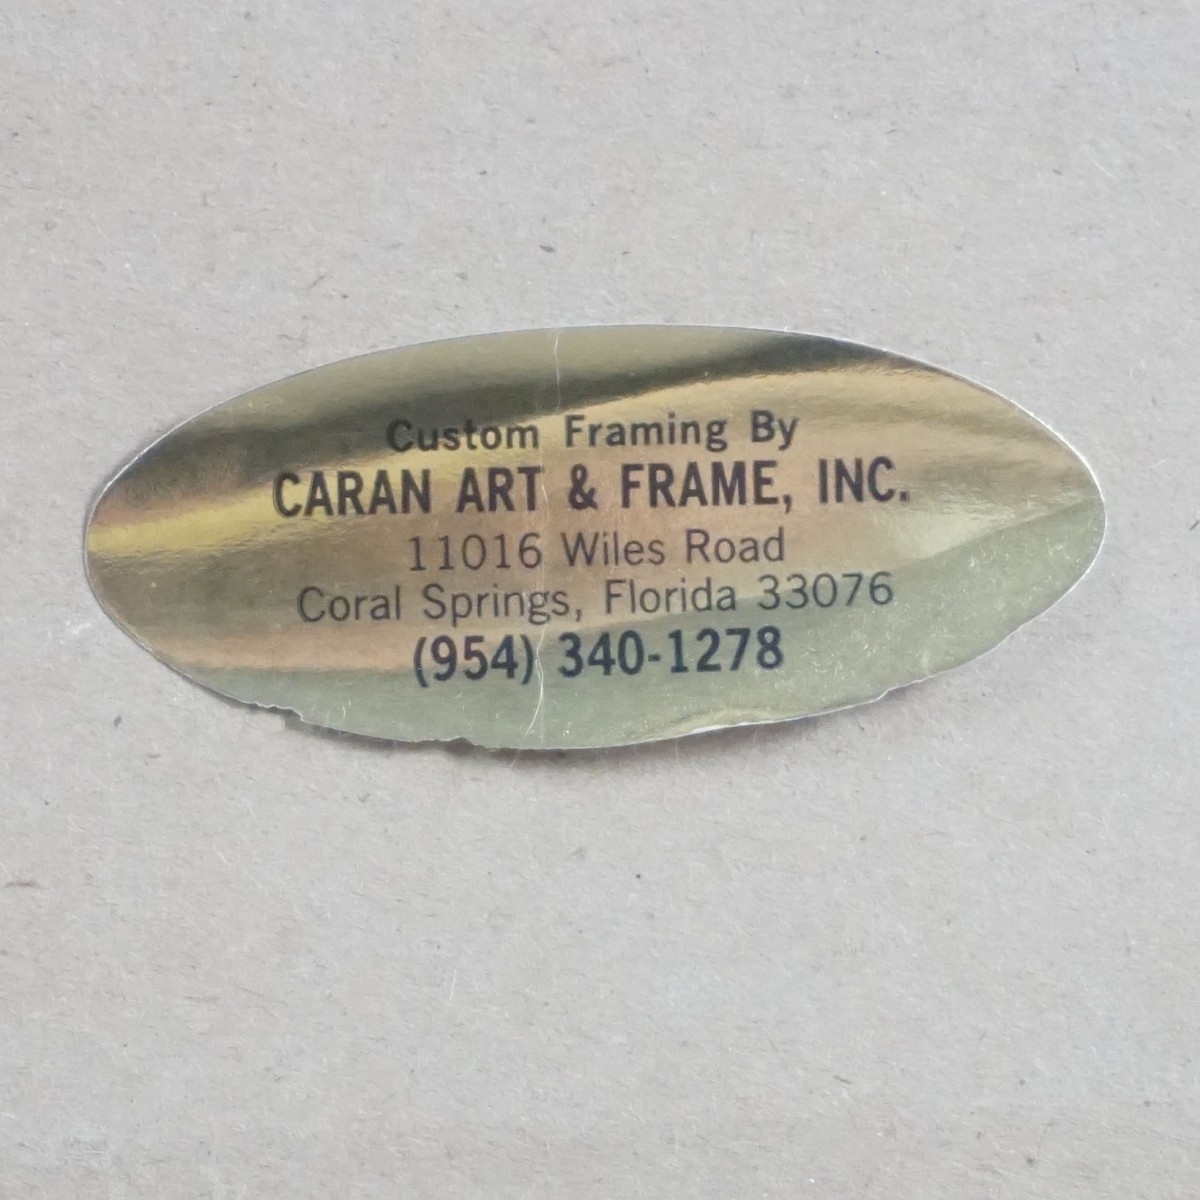 Custom Framing By
CARAN ART & FRAME, INC.
11016 Wiles Road
Coral Springs, Florida 33076
(954) 340-1278